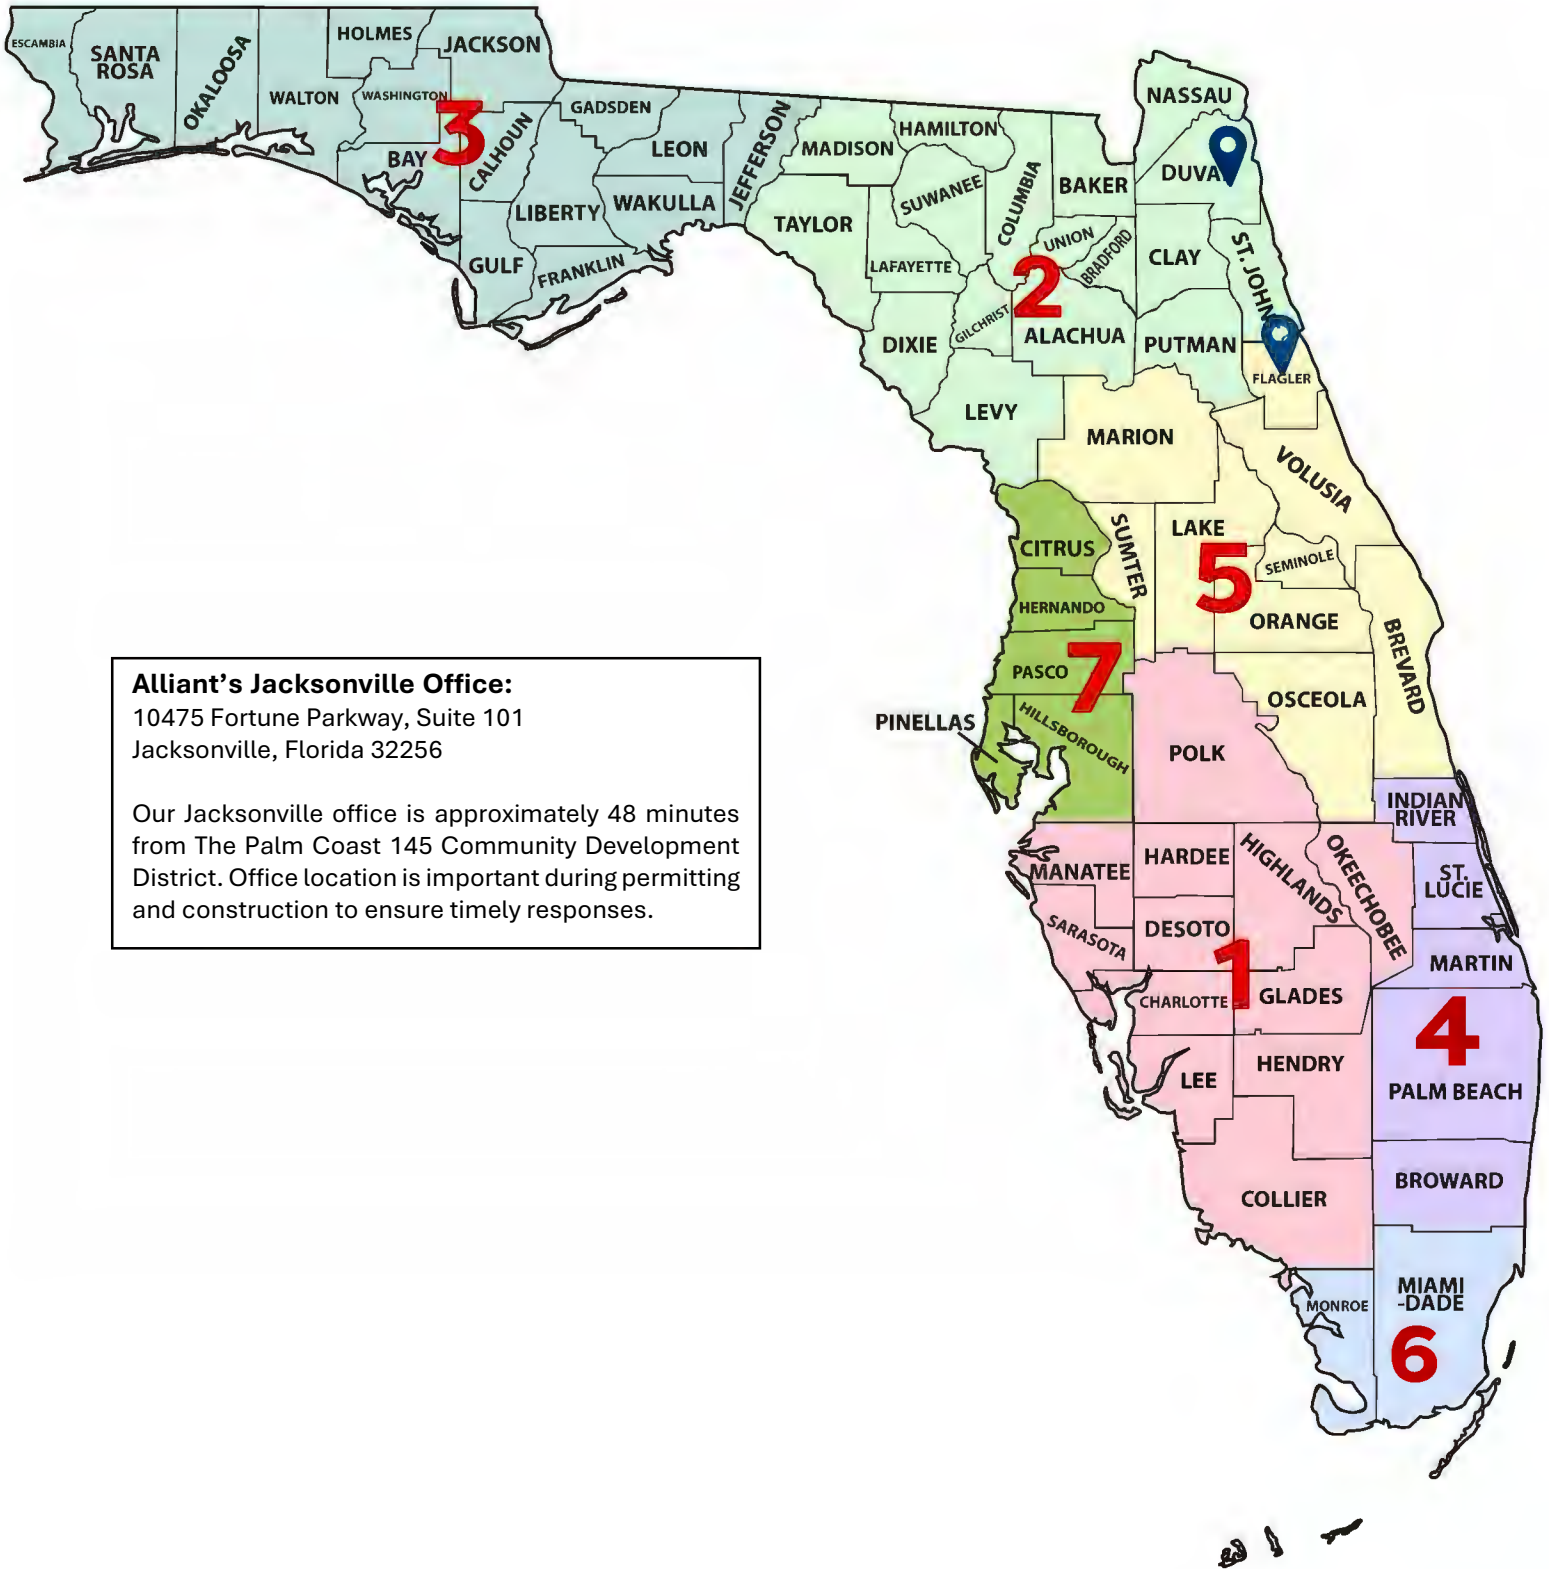 ESCAMBIA
SANTA
ROSA
OKALOOSA
WALTON
HOLMES
WASHINGTON
JACKSON
BAY
3
CALHOUN
GADSDEN
LIBERTY
GULF
FRANKLIN
LEON
WAKULLA
JEFFERSON
MADISON
TAYLOR
HAMILTON
SUWANEE
LAFAYETTE
DIXIE
COLUMBIA
GILCHRIST
2
UNION
BRADFORD
BAKER
NASSAU
DUVA
CLAY
ST. JOHN
ALACHUA
PUTMAN
FLAGLER
LEVY
MARION
VOLUSIA
CITRUS
SUMTER
LAKE
5
SEMINOLE
HERNANDO
ORANGE
BREVARD
PASCO
7
OSCEOLA
PINELLAS
HILLSBOROUGH
POLK
INDIAN
RIVER
MANATEE
HARDEE
HIGHLANDS
OKEECHOBEE
ST.
LUCIE
SARASOTA
DESOTO
1
MARTIN
CHARLOTTE
GLADES
4
LEE
HENDRY
PALM BEACH
COLLIER
BROWARD
MONROE
MIAMI
-DADE
6
Alliant's Jacksonville Office:
10475 Fortune Parkway, Suite 101
Jacksonville, Florida 32256
Our Jacksonville office is approximately 48 minutes
from The Palm Coast 145 Community Development
District. Office location is important during permitting
and construction to ensure timely responses.